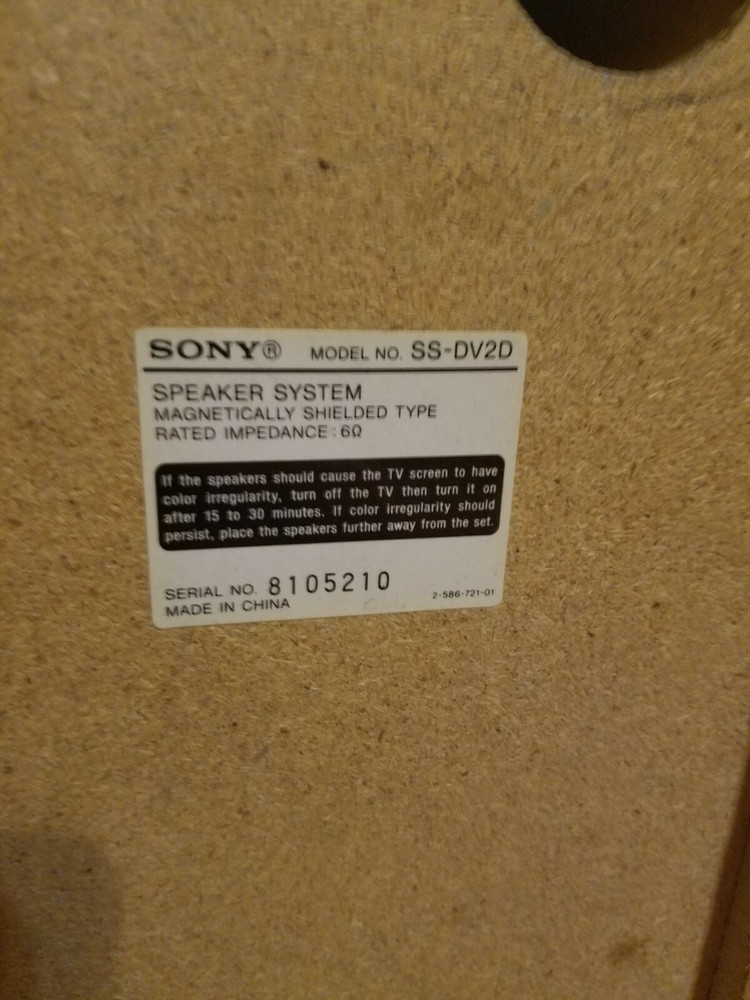 SONY® MODEL NO. SS-DV2D
SPEAKER SYSTEM
MAGNETICALLY SHIELDED TYPE
RATED IMPEDANCE : 6Ω
If the speakers should cause the TV screen to have
color irregularity, turn off the TV then turn it on
after 15 to 30 minutes. If color irregularity should
persist, place the speakers further away from the set.
SERIAL NO. 8105210
MADE IN CHINA 2-586-721-01